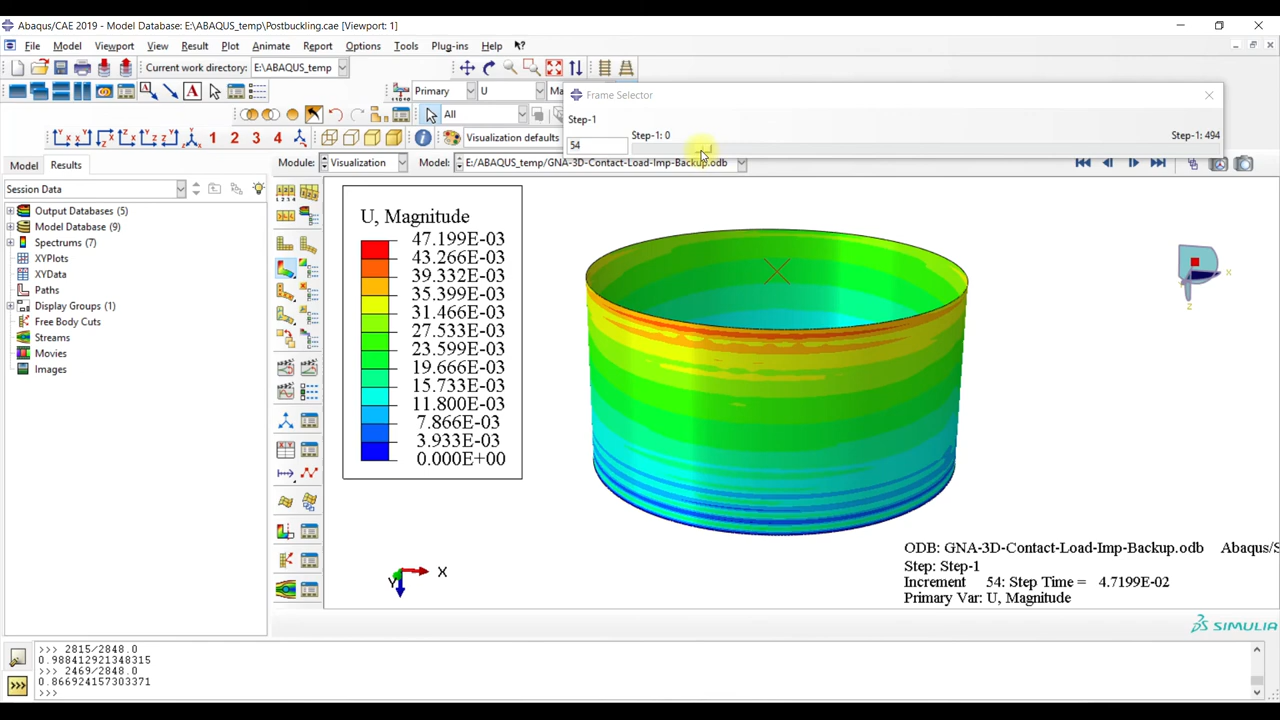 Abaqus/CAE 2019 - Model Database: E:\ABAQUS_temp\Postbuckling.cae [Viewport: 1]
File Model Viewport View Result Plot Animate Report Options Tools Plug-ins Help
Current work directory: E:\ABAQUS_temp
Primary U Ma
Frame Selector
All
Step-1
Visualization defaults
54
Step-1: 0
Step-1: 494
Model Results
Module: Visualization Model: E:/ABAQUS_temp/GNA-3D-Contact-Load-Imp-Backup.odb
Session Data
Output Databases (5)
Model Database (9)
Spectrums (7)
XYPlots
XYData
Paths
Display Groups (1)
Free Body Cuts
Streams
Movies
Images
U, Magnitude
47.199E-03
43.266E-03
39.332E-03
35.399E-03
31.466E-03
27.533E-03
23.599E-03
19.666E-03
15.733E-03
11.800E-03
7.866E-03
3.933E-03
0.000E+00
X
Z
Y X
ODB: GNA-3D-Contact-Load-Imp-Backup.odb Abaqus/S
Step: Step-1
Increment 54: Step Time = 4.7199E-02
Primary Var: U, Magnitude
SIMULIA
>>> 2815/2848.0
0.988412921348315
>>> 2469/2848.0
0.866924157303371
>>>